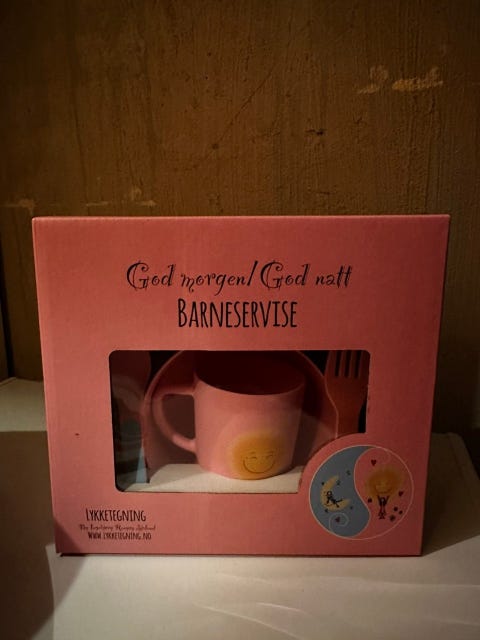 God morgen/God natt
BARNESERVISE
LYKKETEGNING
WWW.LYKKETEGNING.NO